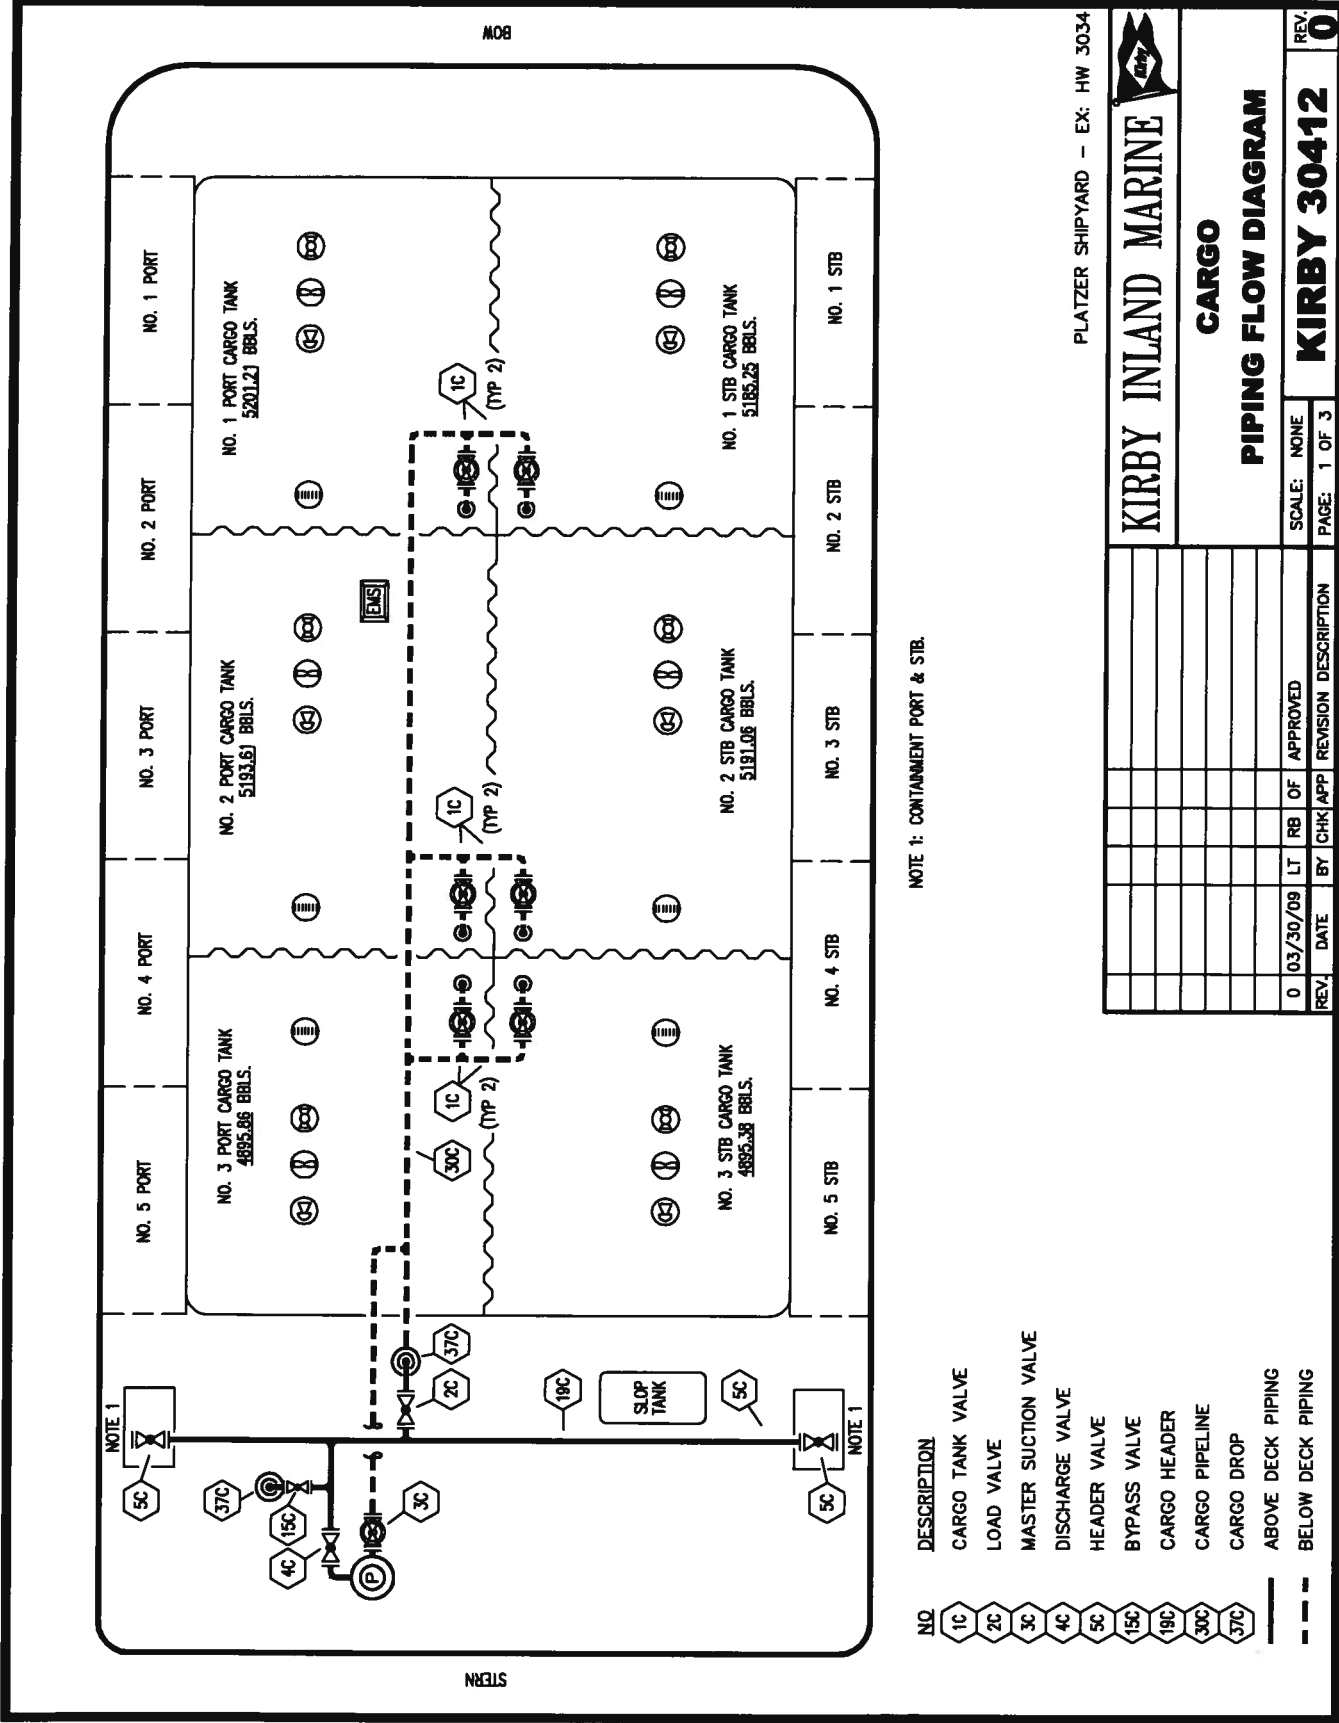 BOW
STERN
NO. 1 PORT
NO. 2 PORT
NO. 3 PORT
NO. 4 PORT
NO. 5 PORT
NO. 1 PORT CARGO TANK
5201.21 BBLS.
NO. 2 PORT CARGO TANK
5193.61 BBLS.
NO. 3 PORT CARGO TANK
4895.86 BBLS.
EMS
1C
(TYP 2)
1C
(TYP 2)
1C
(TYP 2)
30C
NO. 1 STB CARGO TANK
5185.25 BBLS.
NO. 2 STB CARGO TANK
5191.06 BBLS.
NO. 3 STB CARGO TANK
4895.38 BBLS.
NO. 1 STB
NO. 2 STB
NO. 3 STB
NO. 4 STB
NO. 5 STB
NOTE 1
5C
37C
15C
4C
P
3C
37C
2C
19C
SLOP
TANK
5C
5C
NOTE 1
NOTE 1: CONTAINMENT PORT & STB.
NO DESCRIPTION
1C CARGO TANK VALVE
2C LOAD VALVE
3C MASTER SUCTION VALVE
4C DISCHARGE VALVE
5C HEADER VALVE
15C BYPASS VALVE
19C CARGO HEADER
30C CARGO PIPELINE
37C CARGO DROP
ABOVE DECK PIPING
BELOW DECK PIPING
PLATZER SHIPYARD - EX: HW 3034
KIRBY INLAND MARINE
Kirby
CARGO
PIPING FLOW DIAGRAM
0 03/30/09 LT RB OF APPROVED
REV. DATE BY CHK APP REVISION DESCRIPTION
SCALE: NONE
PAGE: 1 OF 3
KIRBY 30412
REV.
0